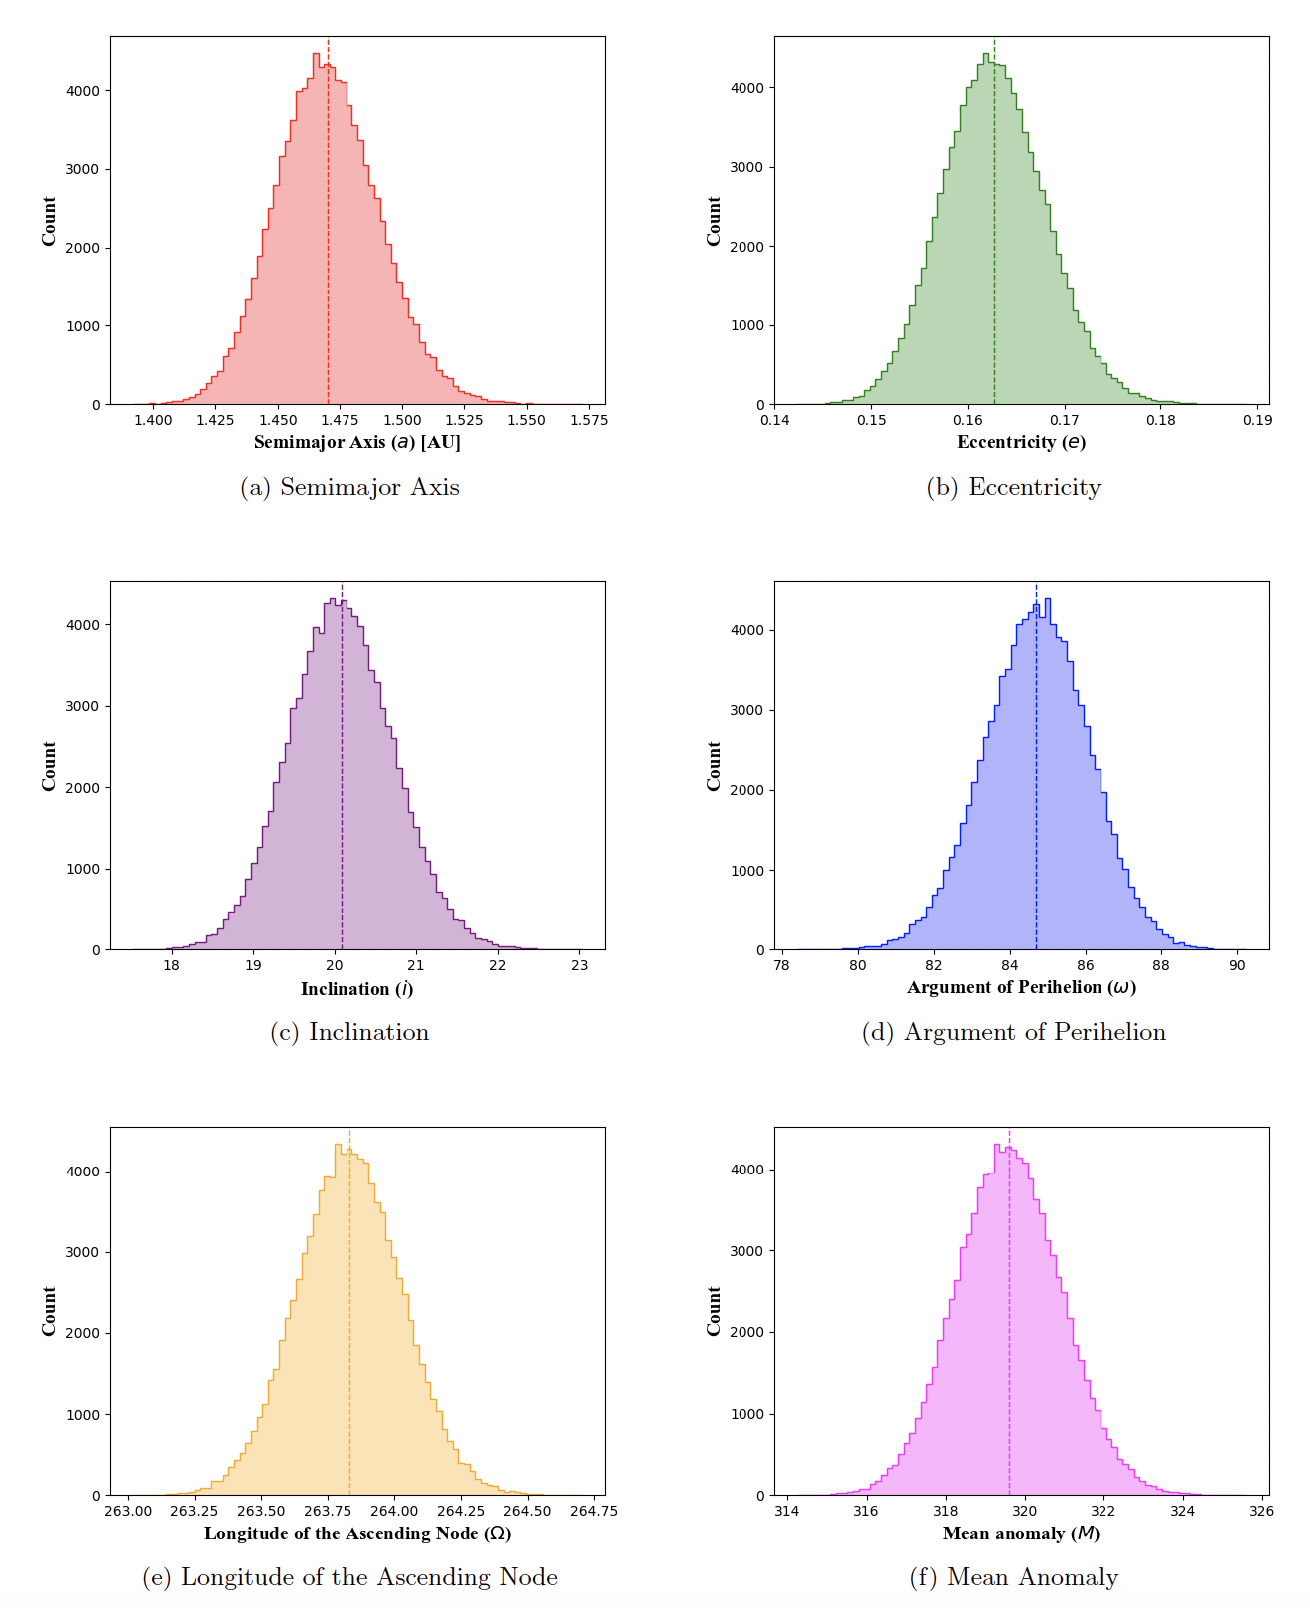 4000
3000
2000
1000
0
Count
1.400 1.425 1.450 1.475 1.500 1.525 1.550 1.575
Semimajor Axis (a) [AU]
(a) Semimajor Axis
4000
3000
2000
1000
0
Count
0.14 0.15 0.16 0.17 0.18 0.19
Eccentricity (e)
(b) Eccentricity
4000
3000
2000
1000
0
Count
18 19 20 21 22 23
Inclination (i)
(c) Inclination
4000
3000
2000
1000
0
Count
78 80 82 84 86 88 90
Argument of Perihelion (ω)
(d) Argument of Perihelion
4000
3000
2000
1000
0
Count
263.00 263.25 263.50 263.75 264.00 264.25 264.50 264.75
Longitude of the Ascending Node (Ω)
(e) Longitude of the Ascending Node
4000
3000
2000
1000
0
Count
314 316 318 320 322 324 326
Mean anomaly (M)
(f) Mean Anomaly